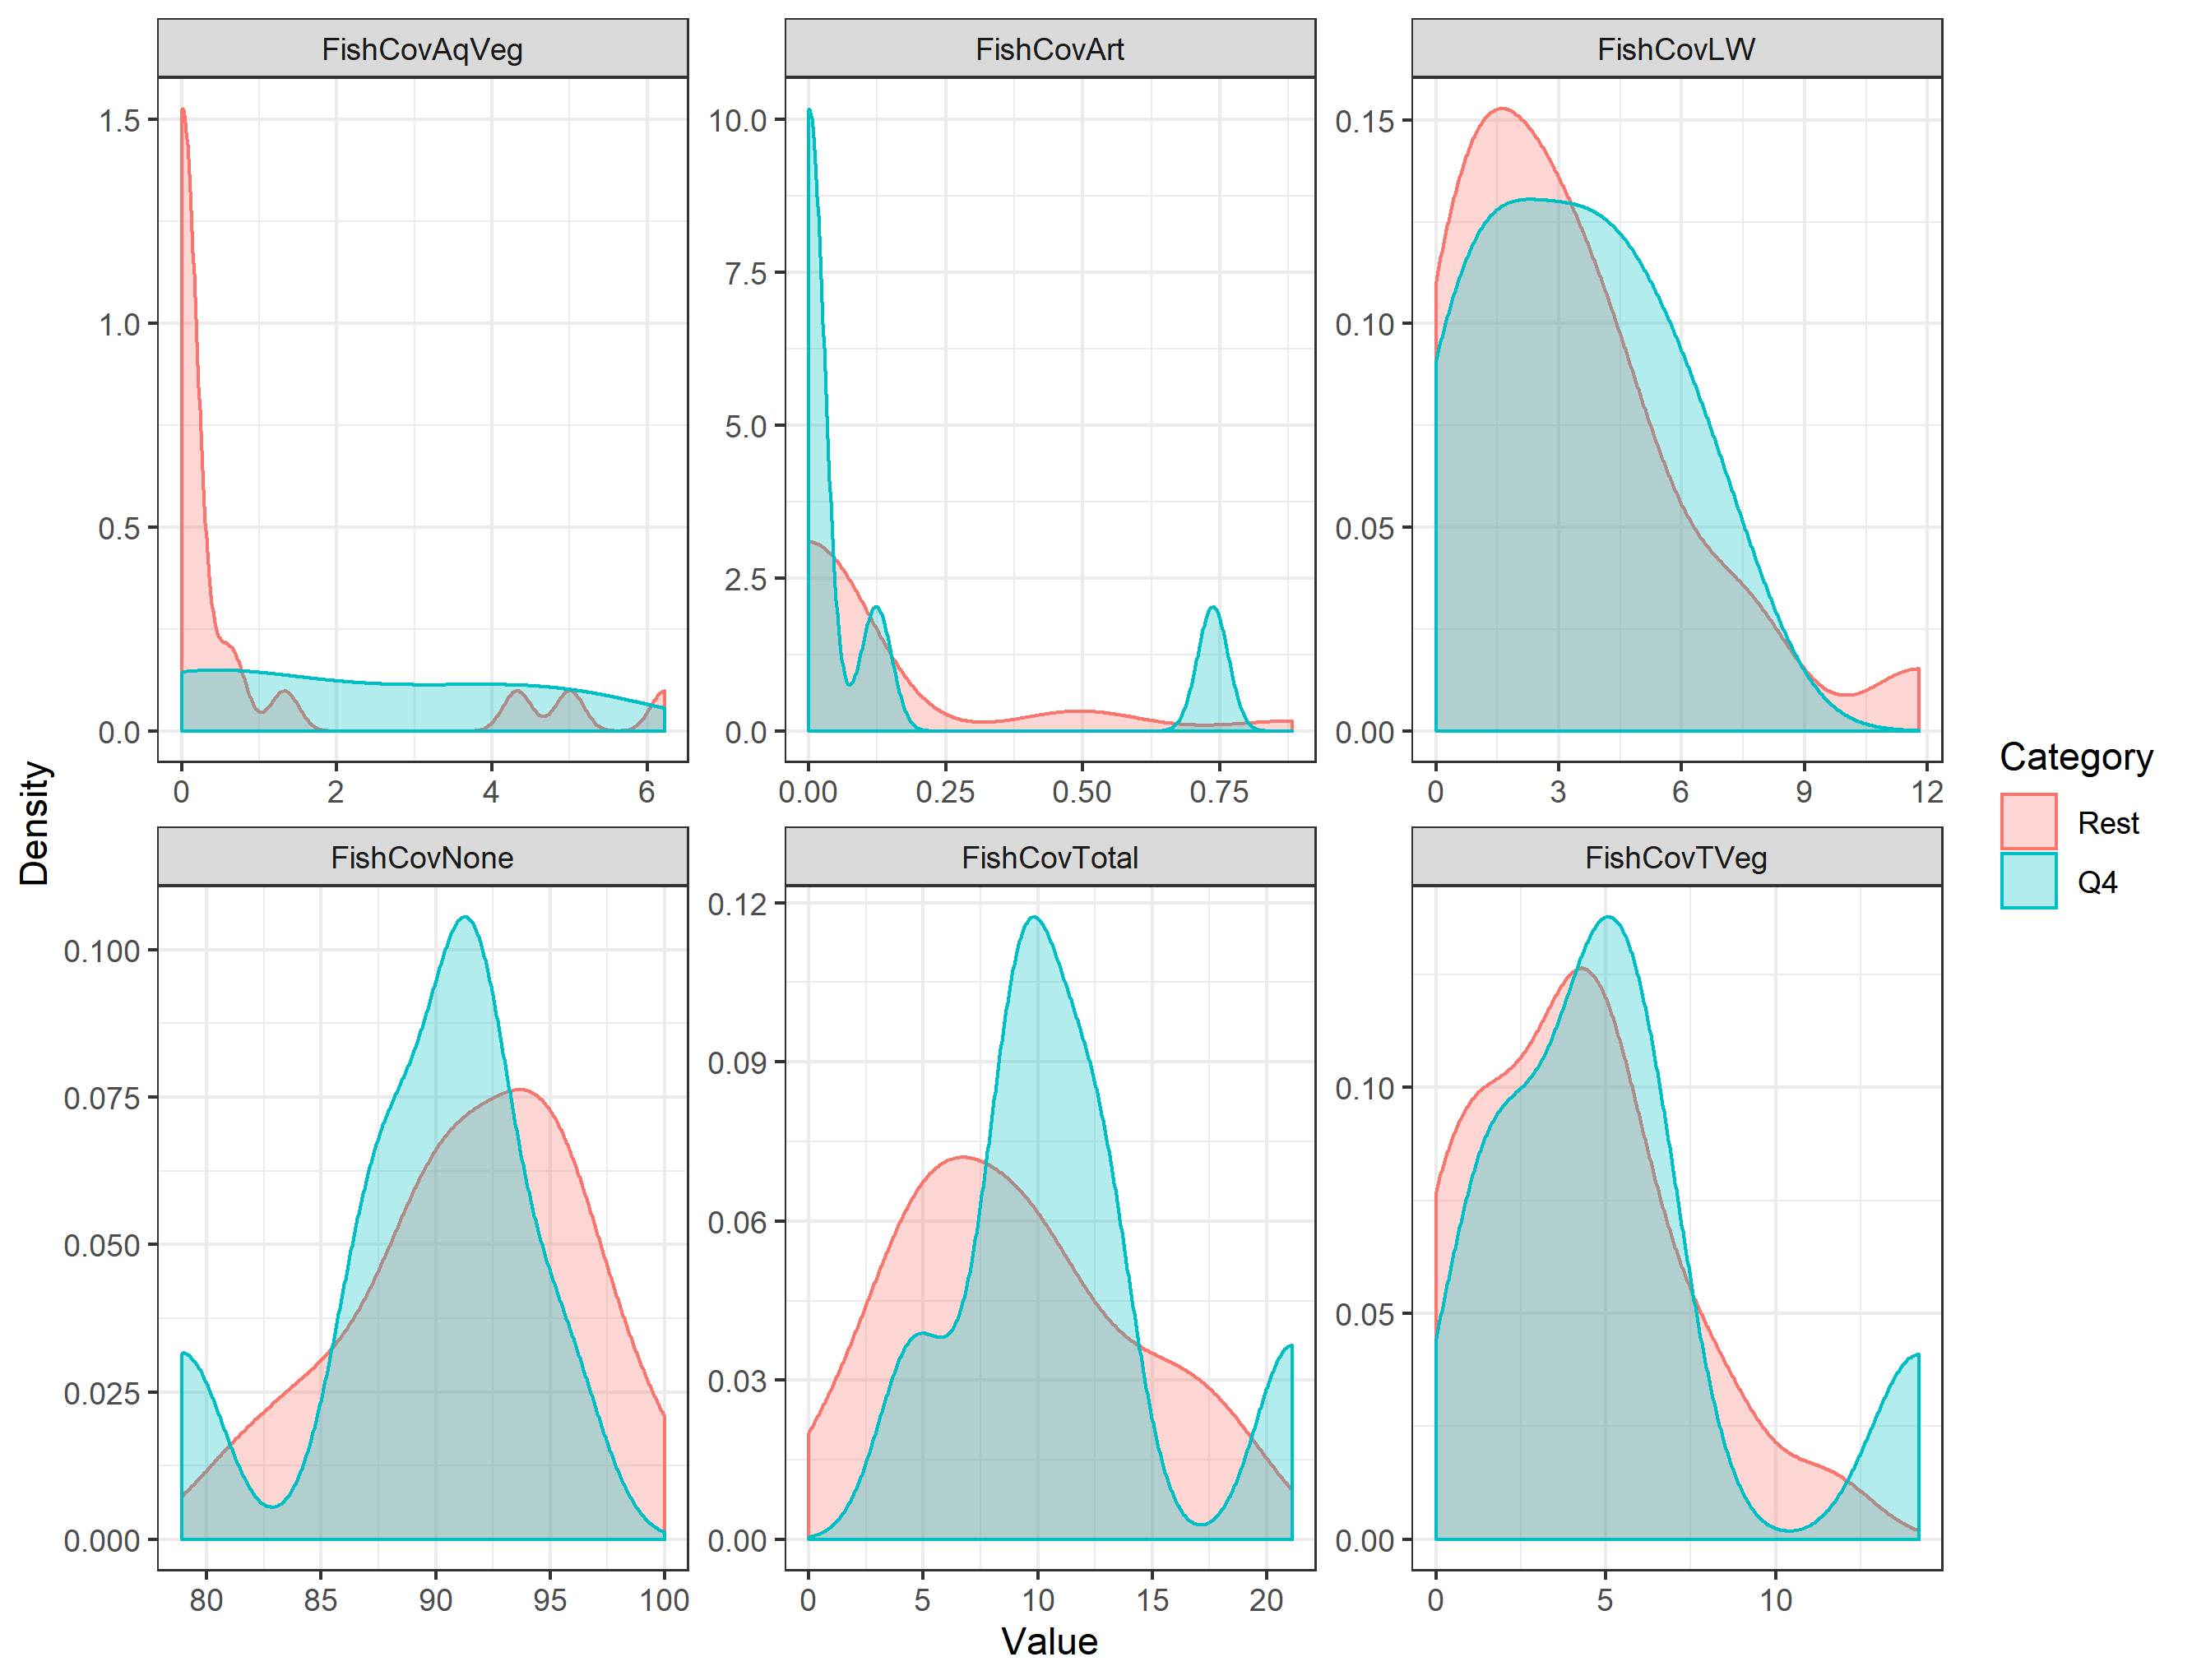 FishCovAqVeg FishCovArt FishCovLW
1.5 10.0 0.15
7.5
1.0 0.10
5.0
0.5 0.05
2.5
0.0 0.0 0.00
0 2 4 6 0.00 0.25 0.50 0.75 0 3 6 9 12
Density
Category
Rest
Q4
FishCovNone FishCovTotal FishCovTVeg
0.12
0.100
0.09 0.10
0.075
0.06
0.050 0.05
0.03
0.025
0.000 0.00 0.00
80 85 90 95 100 0 5 10 15 20 0 5 10
Value